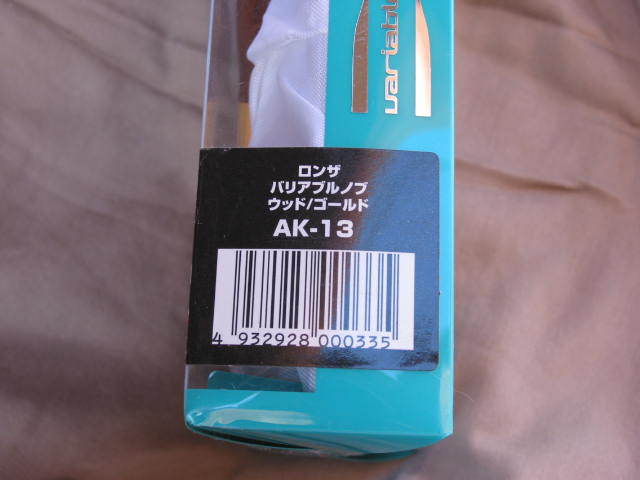 variabl
ロンザ
バリアブルノブ
ウッド/ゴールド
AK-13
4 932928 000335